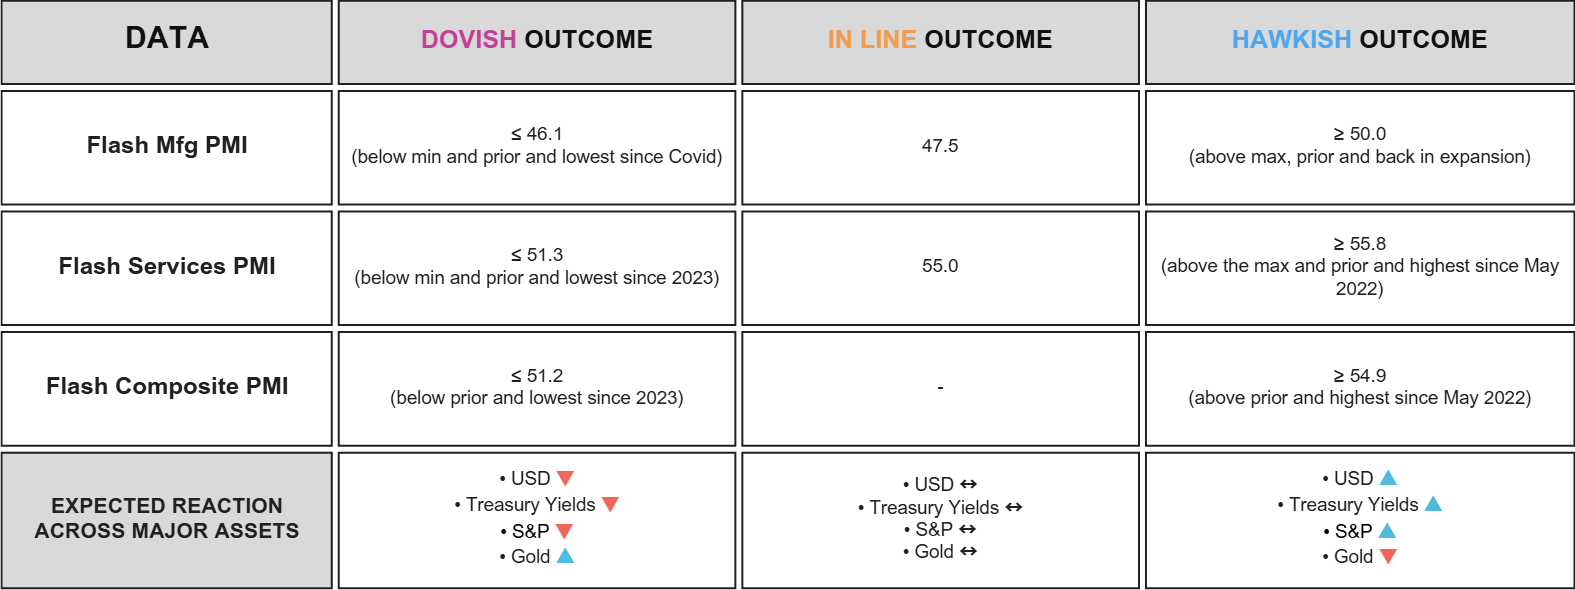 DATA
DOVISH OUTCOME
IN LINE OUTCOME
HAWKISH OUTCOME
Flash Mfg PMI
≤ 46.1
(below min and prior and lowest since Covid)
47.5
≥ 50.0
(above max, prior and back in expansion)
Flash Services PMI
≤ 51.3
(below min and prior and lowest since 2023)
55.0
≥ 55.8
(above the max and prior and highest since May
2022)
Flash Composite PMI
≤ 51.2
(below prior and lowest since 2023)
-
≥ 54.9
(above prior and highest since May 2022)
EXPECTED REACTION
ACROSS MAJOR ASSETS
• USD ▼
• Treasury Yields ▼
• S&P ▼
• Gold ▲
• USD ↔
• Treasury Yields ↔
• S&P ↔
• Gold ↔
• USD ▲
• Treasury Yields ▲
• S&P ▲
• Gold ▼